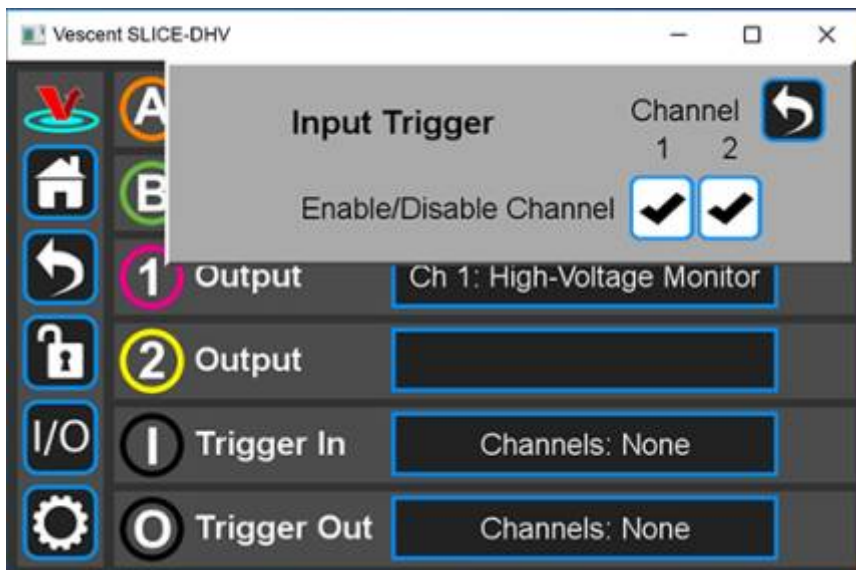 Vescent SLICE-DHV
A
Input Trigger
Channel
1 2
B
Enable/Disable Channel
1 Output Ch 1: High-Voltage Monitor
2 Output
I/O
I Trigger In Channels: None
O Trigger Out Channels: None